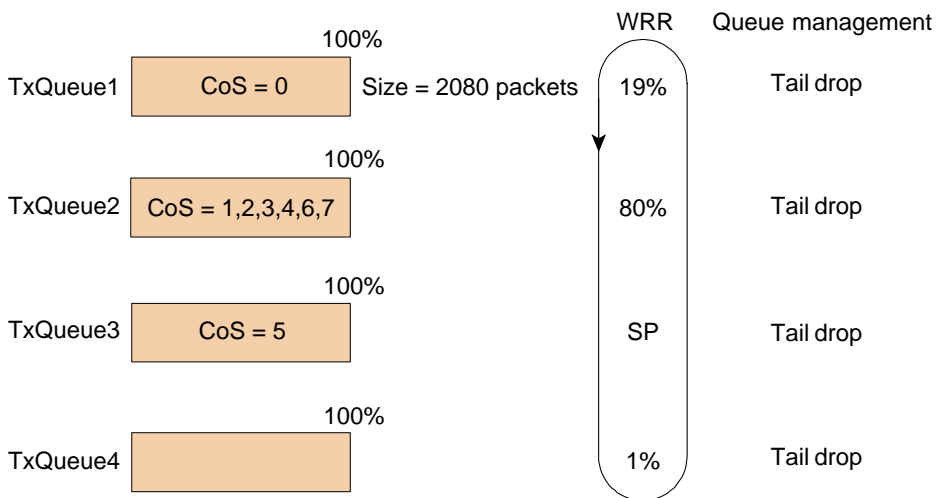 WRR Queue management
100%
TxQueue1 CoS = 0 Size = 2080 packets 19% Tail drop
100%
TxQueue2 CoS = 1,2,3,4,6,7 80% Tail drop
100%
TxQueue3 CoS = 5 SP Tail drop
100%
TxQueue4 1% Tail drop